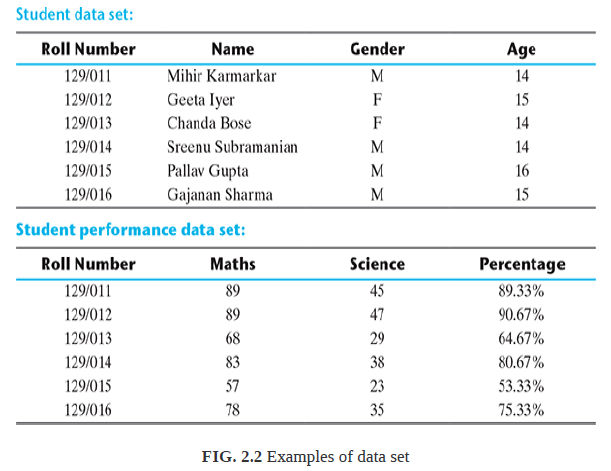 Student data set:
Roll Number Name Gender Age
129/011 Mihir Karmarkar M 14
129/012 Geeta Iyer F 15
129/013 Chanda Bose F 14
129/014 Sreenu Subramanian M 14
129/015 Pallav Gupta M 16
129/016 Gajanan Sharma M 15
Student performance data set:
Roll Number Maths Science Percentage
129/011 89 45 89.33%
129/012 89 47 90.67%
129/013 68 29 64.67%
129/014 83 38 80.67%
129/015 57 23 53.33%
129/016 78 35 75.33%
FIG. 2.2 Examples of data set